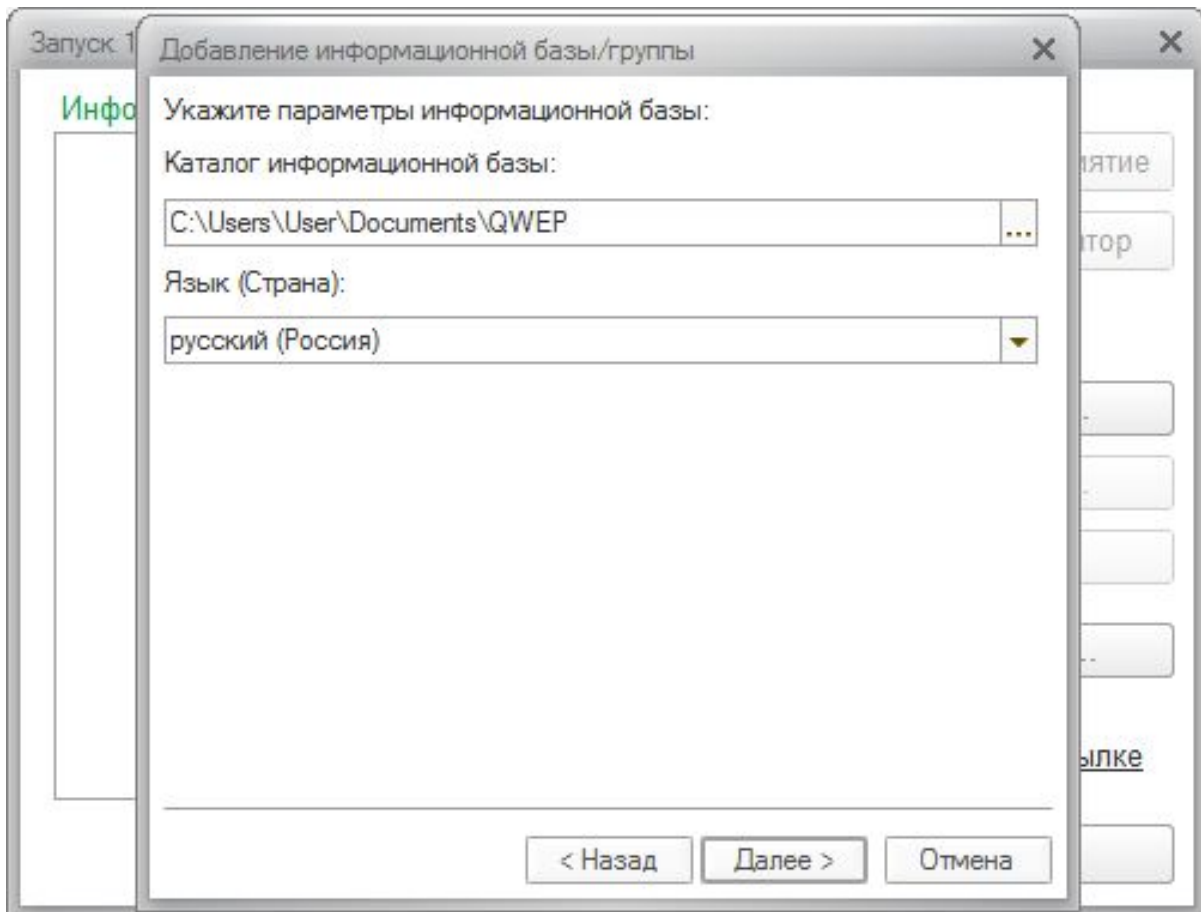 Запуск 1
Добавление информационной базы/группы
Укажите параметры информационной базы:
Каталог информационной базы:
C:\Users\User\Documents\QWEP
...
Язык (Страна):
русский (Россия)
< Назад
Далее >
Отмена